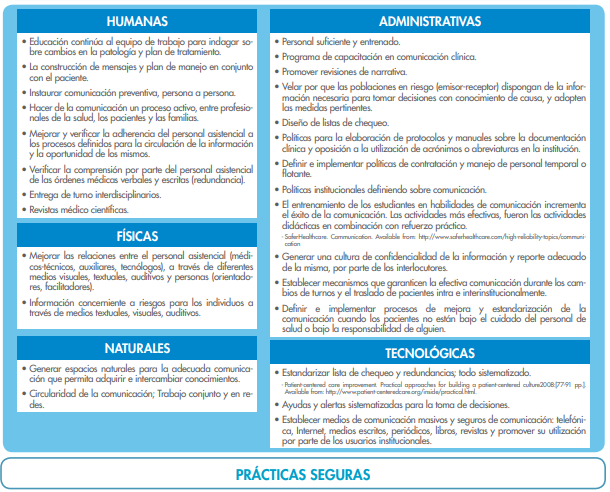 HUMANAS
• Educación continúa al equipo de trabajo para indagar so-
bre cambios en la patología y plan de tratamiento.
• La construcción de mensajes y plan de manejo en conjunto
con el paciente.
• Instaurar comunicación preventiva, persona a persona.
• Hacer de la comunicación un proceso activo, entre profesio-
nales de la salud, los pacientes y las familias.
• Mejorar y verificar la adherencia del personal asistencial a
los procesos definidos para la circulación de la información
y la oportunidad de los mismos.
• Verificar la comprensión por parte del personal asistencial
de las órdenes médicas verbales y escritas (redundancia).
• Entrega de turno interdisciplinarios.
• Revistas médico científicas.
FÍSICAS
• Mejorar las relaciones entre el personal asistencial (médi-
cos-técnicos, auxiliares, tecnólogos), a través de diferentes
medios visuales, textuales, auditivos y personas (orientado-
res, facilitadores).
• Información concerniente a riesgos para los individuos a
través de medios textuales, visuales, auditivos.
NATURALES
• Generar espacios naturales para la adecuada comunica-
ción que permita adquirir e intercambiar conocimientos.
• Circularidad de la comunicación; Trabajo conjunto y en re-
des.
ADMINISTRATIVAS
• Personal suficiente y entrenado.
• Programa de capacitación en comunicación clínica.
• Promover revisiones de narrativa.
• Velar por que las poblaciones en riesgo (emisor-receptor) dispongan de la infor-
mación necesaria para tomar decisiones con conocimiento de causa, y adopten
las medidas pertinentes.
• Diseño de listas de chequeo.
• Políticas para la elaboración de protocolos y manuales sobre la documentación
clínica y oposición a la utilización de acrónimos o abreviaturas en la institución.
• Definir e implementar políticas de contratación y manejo de personal temporal o
flotante.
• Políticas institucionales definiendo sobre comunicación.
• El entrenamiento de los estudiantes en habilidades de comunicación incrementa
el éxito de la comunicación. Las actividades más efectivas, fueron las actividades
didácticas en combinación con refuerzo práctico.
- SaferHealthcare. Communication. Available from: http://www.saferhealthcare.com/high-reliability-topics/communi-
cation
• Generar una cultura de confidencialidad de la información y reporte adecuado
de la misma, por parte de los interlocutores.
• Establecer mecanismos que garanticen la efectiva comunicación durante los cam-
bios de turnos y el traslado de pacientes intra e interinstitucionalmente.
• Definir e implementar procesos de mejora y estandarización de la
comunicación cuando los pacientes no están bajo el cuidado del personal de
salud o bajo la responsabilidad de alguien.
TECNOLÓGICAS
• Estandarizar lista de chequeo y redundancias; todo sistematizado.
- Patient-centered care improvement. Practical approaches for building a patient-centered culture2008:[77-91 pp.].
Available from: http://www.patient-centeredcare.org/inside/practical.html.
• Ayudas y alertas sistematizadas para la toma de decisiones.
• Establecer medios de comunicación masivos y seguros de comunicación: telefóni-
ca, Internet, medios escritos, periódicos, libros, revistas y promover su utilización
por parte de los usuarios institucionales.
PRÁCTICAS SEGURAS